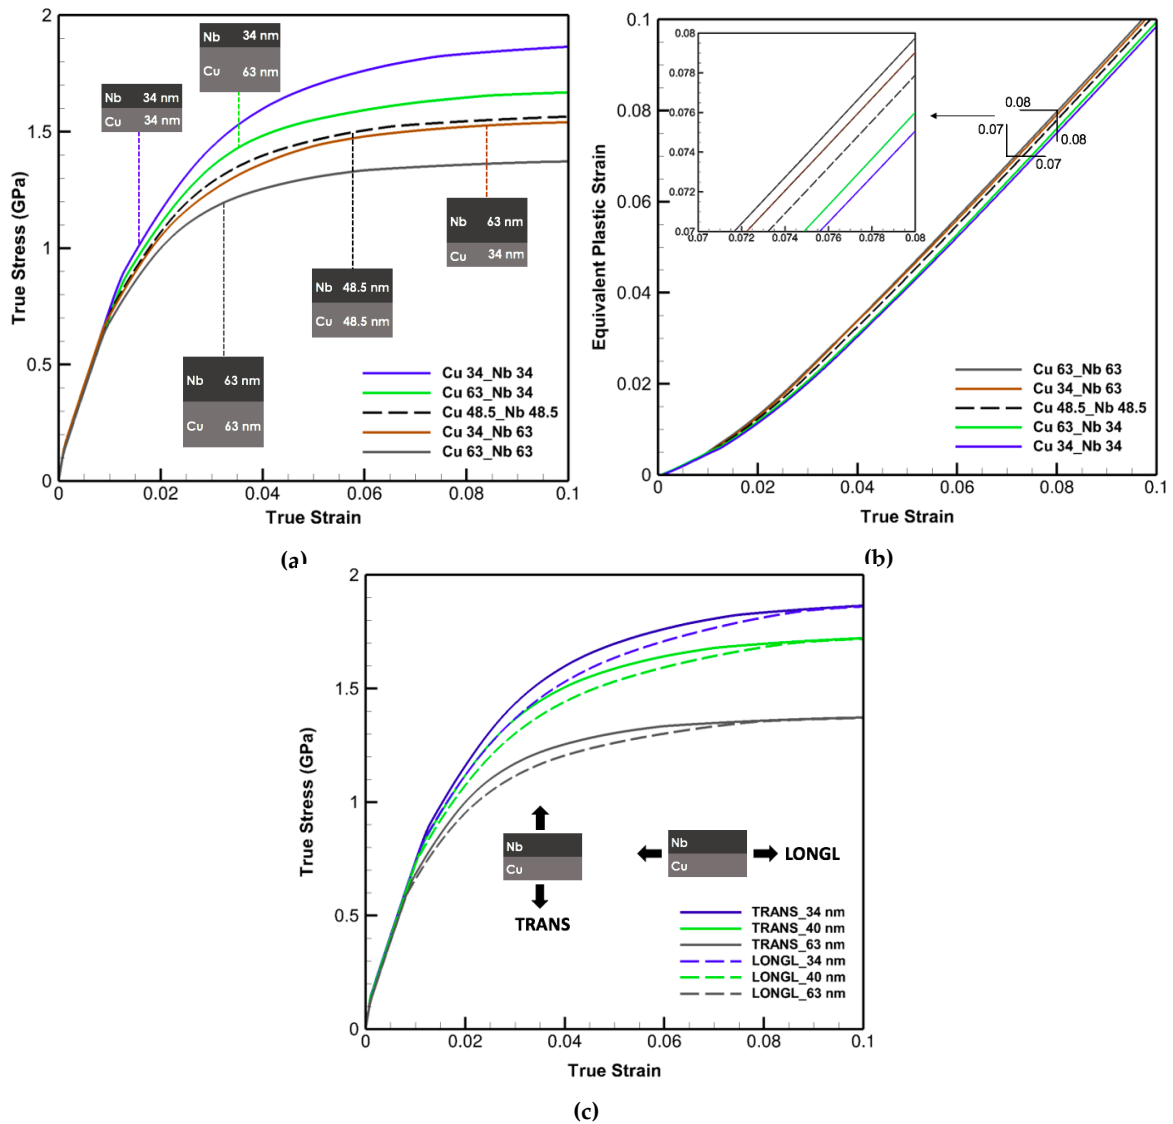 2
1.5
1
0.5
0
True Stress (GPa)
Nb 34 nm
Cu 63 nm
Nb 34 nm
Cu 34 nm
Nb 63 nm
Cu 34 nm
Nb 48.5 nm
Cu 48.5 nm
Nb 63 nm
Cu 63 nm
Cu 34_Nb 34
Cu 63_Nb 34
Cu 48.5_Nb 48.5
Cu 34_Nb 63
Cu 63_Nb 63
0 0.02 0.04 0.06 0.08 0.1
True Strain
(a)
0.1
0.08
0.06
0.04
0.02
0
Equivalent Plastic Strain
0.08
0.078
0.076
0.074
0.072
0.07
0.07 0.072 0.074 0.076 0.078 0.08
0.08
0.07
0.08
0.07
Cu 63_Nb 63
Cu 34_Nb 63
Cu 48.5_Nb 48.5
Cu 63_Nb 34
Cu 34_Nb 34
0 0.02 0.04 0.06 0.08 0.1
True Strain
(b)
2
1.5
1
0.5
0
True Stress (GPa)
Nb
Cu
TRANS
Nb
Cu
LONGL
TRANS_34 nm
TRANS_40 nm
TRANS_63 nm
LONGL_34 nm
LONGL_40 nm
LONGL_63 nm
0 0.02 0.04 0.06 0.08 0.1
True Strain
(c)